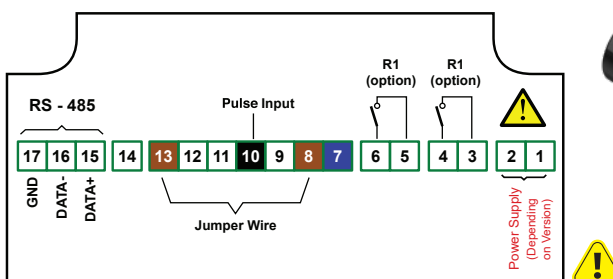 R1
(option)
R1
(option)
RS - 485
Pulse Input
17 16 15 14 13 12 11 10 9 8 7 6 5 4 3 2 1
GND
DATA-
DATA+
Jumper Wire
Power Supply
(Depending
on Version)